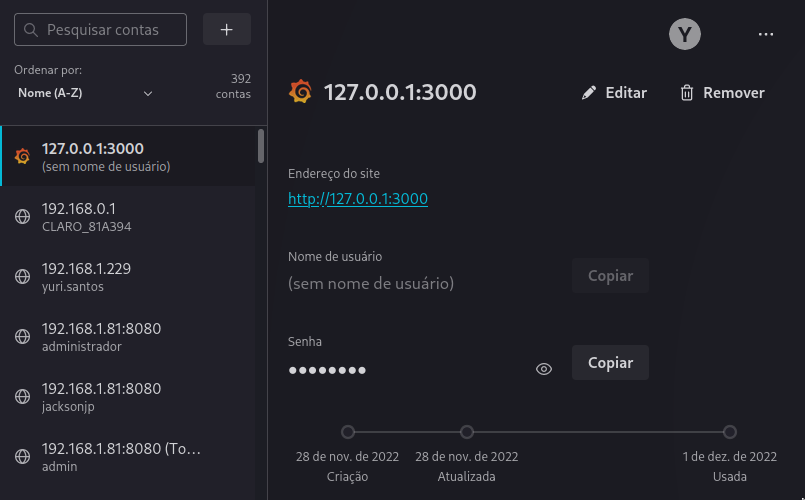 Pesquisar contas
+
Ordenar por:
Nome (A-Z)
392
contas
127.0.0.1:3000
(sem nome de usuário)
192.168.0.1
CLARO_81A394
192.168.1.229
yuri.santos
192.168.1.81:8080
administrador
192.168.1.81:8080
jacksonjp
192.168.1.81:8080 (To…
admin
Y
...
127.0.0.1:3000
Editar
Remover
Endereço do site
http://127.0.0.1:3000
Nome de usuário
(sem nome de usuário)
Copiar
Senha
●●●●●●●●
Copiar
28 de nov. de 2022
Criação
28 de nov. de 2022
Atualizada
1 de dez. de 2022
Usada